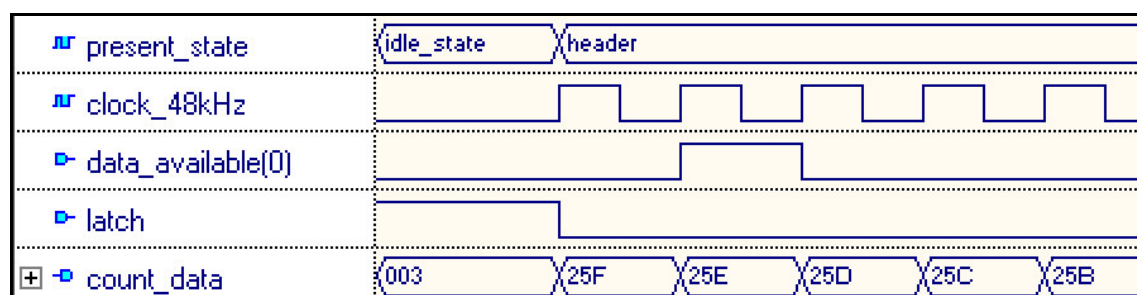 present_state idle_state header
clock_48kHz
data_available(0)
latch
count_data 003 25F 25E 25D 25C 25B